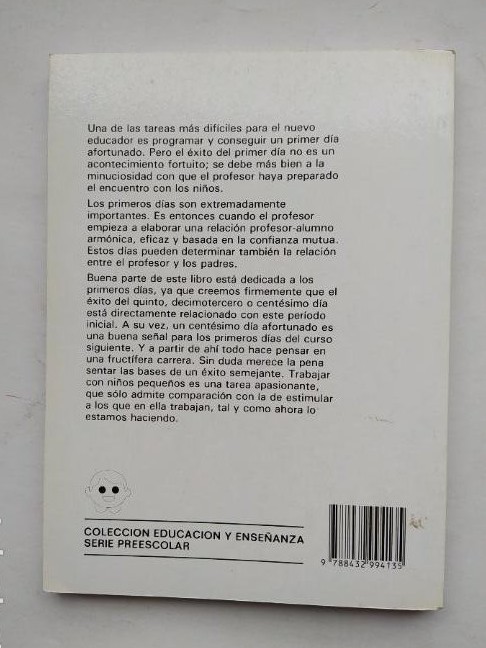 Una de las tareas más difíciles para el nuevo
educador es programar y conseguir un primer día
afortunado. Pero el éxito del primer día no es un
acontecimiento fortuito; se debe más bien a la
minuciosidad con que el profesor haya preparado
el encuentro con los niños.
Los primeros días son extremadamente
importantes. Es entonces cuando el profesor
empieza a elaborar una relación profesor-alumno
armónica, eficaz y basada en la confianza mutua.
Estos días pueden determinar también la relación
entre el profesor y los padres.
Buena parte de este libro está dedicada a los
primeros días, ya que creemos firmemente que el
éxito del quinto, decimotercero o centésimo día
está directamente relacionado con este período
inicial. A su vez, un centésimo día afortunado es
una buena señal para los primeros días del curso
siguiente. Y a partir de ahí todo hace pensar en
una fructífera carrera. Sin duda merece la pena
sentar las bases de un éxito semejante. Trabajar
con niños pequeños es una tarea apasionante,
que sólo admite comparación con la de estimular
a los que en ella trabajan, tal y como ahora lo
estamos haciendo.
COLECCION EDUCACION Y ENSEÑANZA
SERIE PREESCOLAR
9 788432 994135